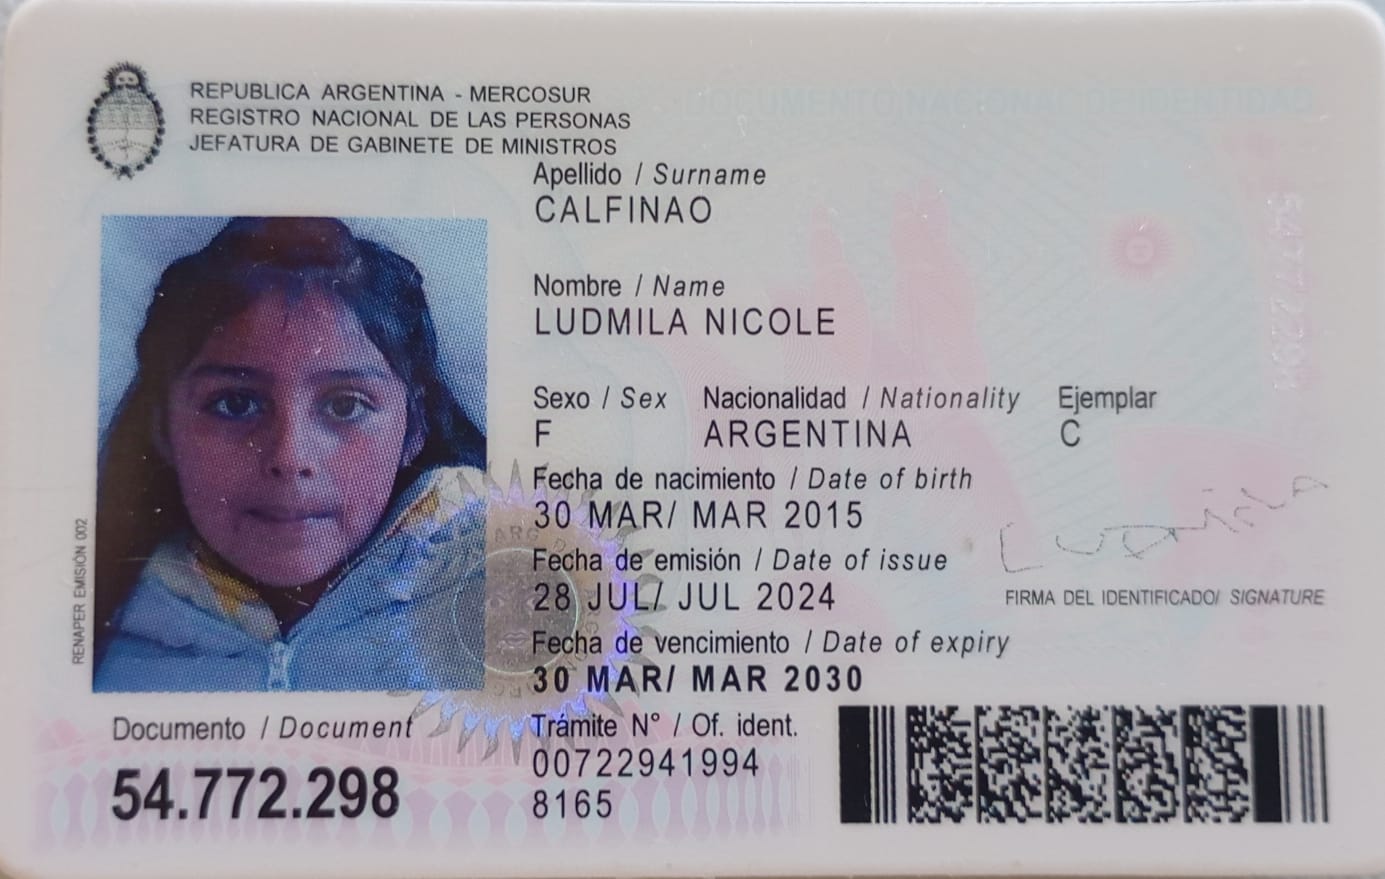 REPUBLICA ARGENTINA - MERCOSUR
REGISTRO NACIONAL DE LAS PERSONAS
JEFATURA DE GABINETE DE MINISTROS
DOCUMENTO NACIONAL DE IDENTIDAD
Apellido / Surname
CALFINAO
Nombre / Name
LUDMILA NICOLE
Sexo / Sex Nacionalidad / Nationality Ejemplar
F ARGENTINA C
Fecha de nacimiento / Date of birth
30 MAR/ MAR 2015
Fecha de emisión / Date of issue
28 JUL/ JUL 2024
Ludmila
FIRMA DEL IDENTIFICADO/ SIGNATURE
Fecha de vencimiento / Date of expiry
30 MAR/ MAR 2030
RENAPER EMISIÓN 002
Documento / Document
54.772.298
Trámite N° / Of. ident.
00722941994
8165